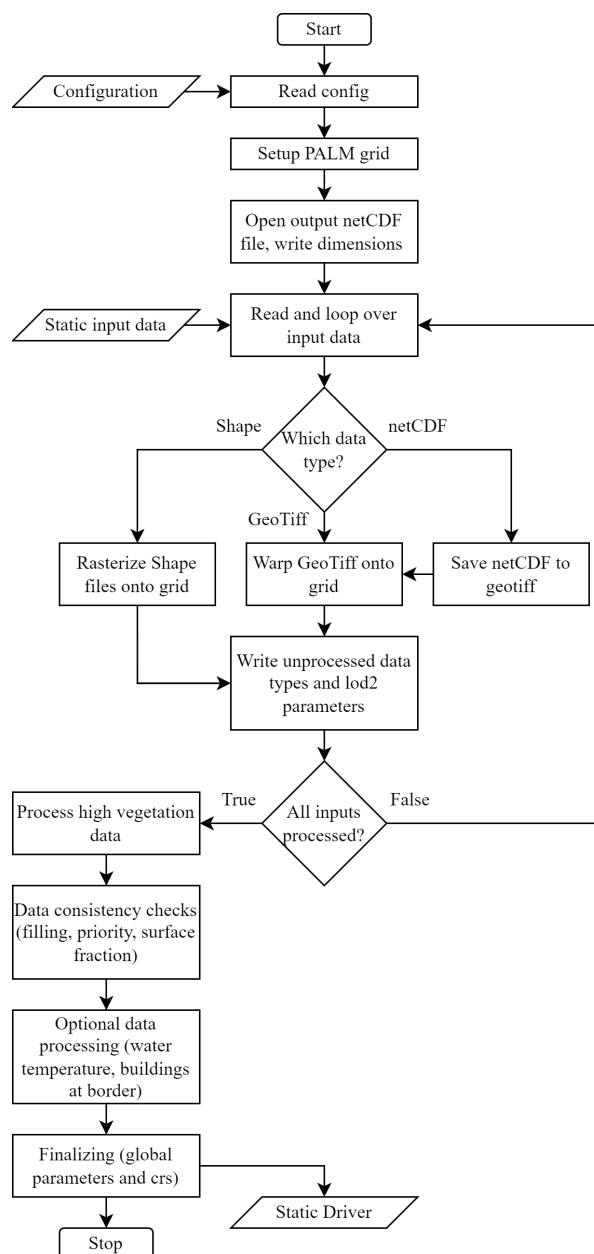 Start
Configuration
Read config
Setup PALM grid
Open output netCDF
file, write dimensions
Static input data
Read and loop over
input data
Shape
Which data
type?
netCDF
GeoTiff
Rasterize Shape
files onto grid
Warp GeoTiff onto
grid
Save netCDF to
geotiff
Write unprocessed data
types and lod2
parameters
True
All inputs
processed?
False
Process high vegetation
data
Data consistency checks
(filling, priority, surface
fraction)
Optional data
processing (water
temperature, buildings
at border)
Finalizing (global
parameters and crs)
Static Driver
Stop